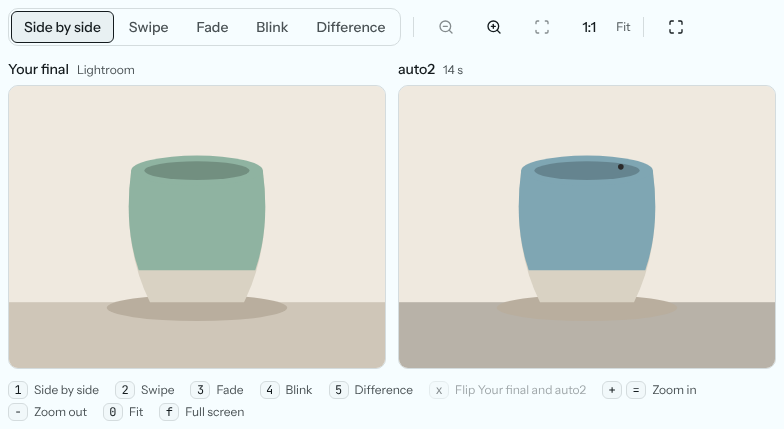 Side by side Swipe Fade Blink Difference 1:1 Fit
Your final Lightroom auto2 14 s
1 Side by side 2 Swipe 3 Fade 4 Blink 5 Difference x Flip Your final and auto2 + = Zoom in
- Zoom out 0 Fit f Full screen